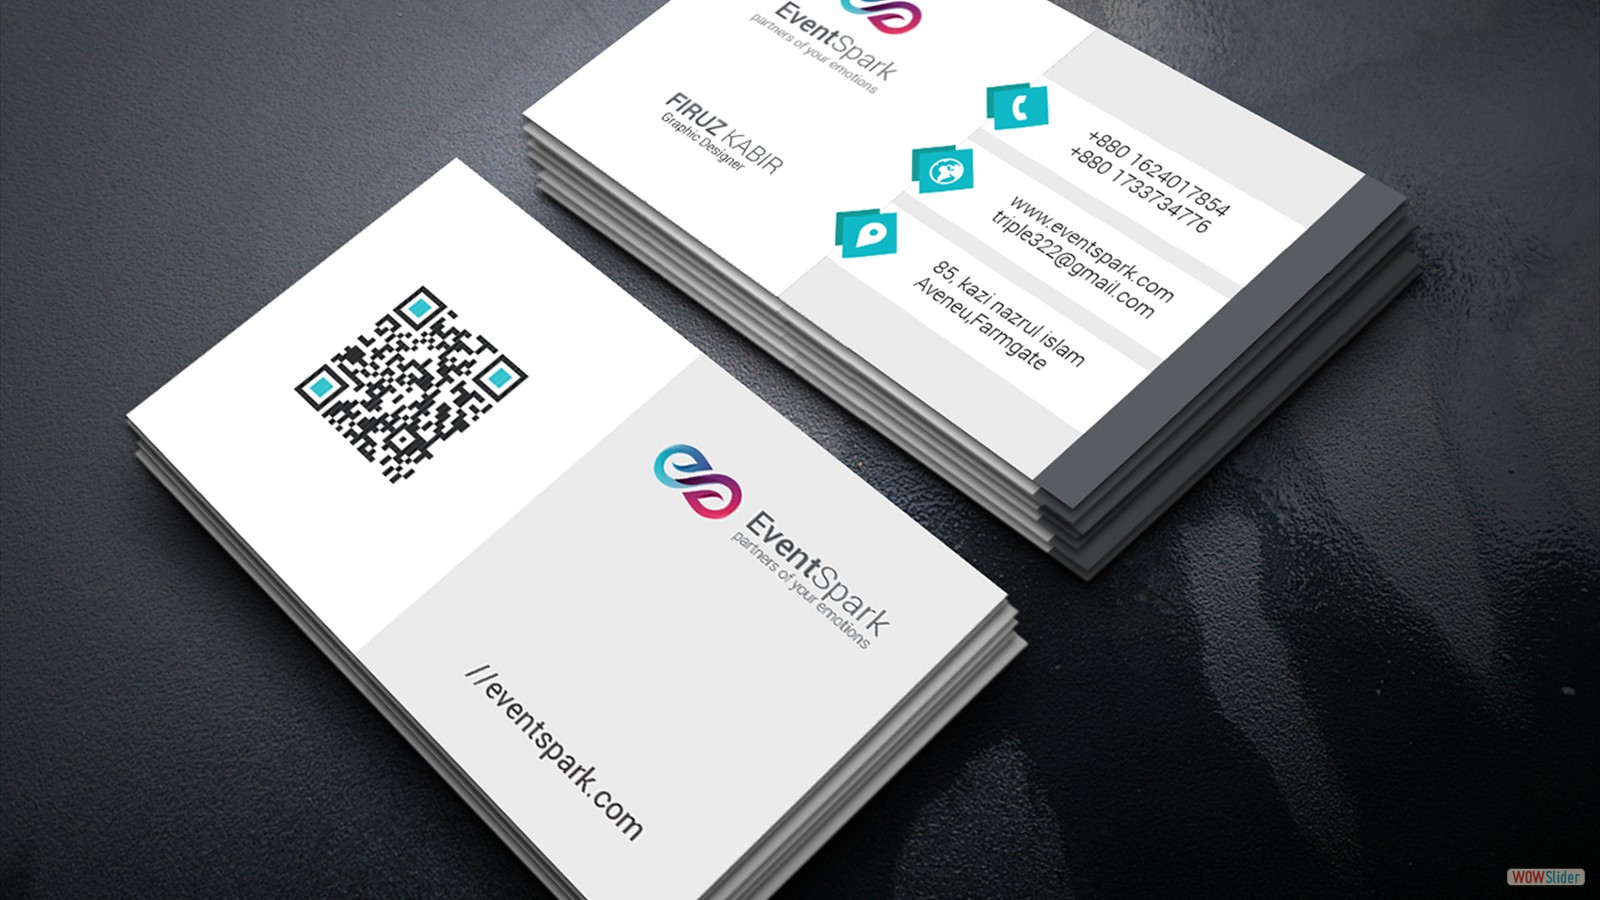 EventSpark
partners of your emotions
FIRUZ KABIR
Graphic Designer
+880 1624017854
+880 1733734776
www.eventspark.com
triple322@gmail.com
85, kazi nazrul islam
Aveneu,Farmgate
EventSpark
partners of your emotions
//eventspark.com
WOWSlider